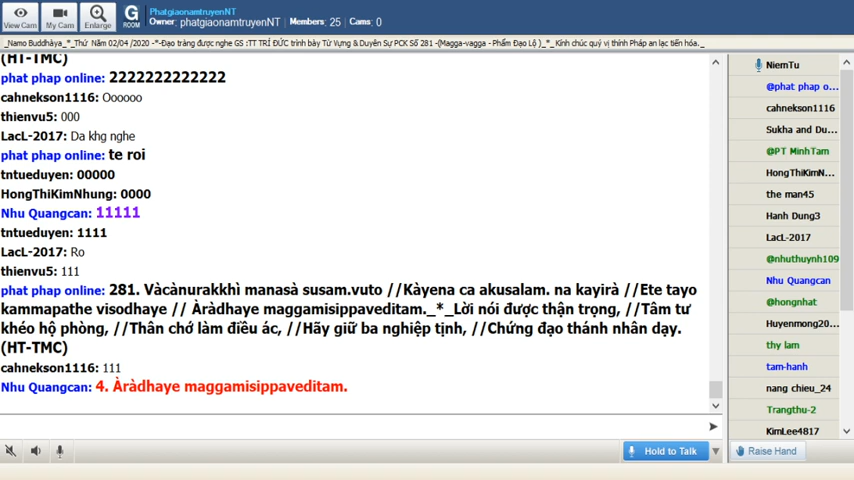 View Cam
My Cam
Enlarge
G
ROOM
PhatgiaonamtruyenNT
Owner: phatgiaonamtruyenNT | Members: 25 | Cams: 0
_Namo Buddhàya_*_Thứ Năm 02/04 /2020 -*-Đạo tràng được nghe GS :TT TRÍ ĐỨC trình bày Từ Vựng & Duyên Sự PCK Số 281 -(Magga-vagga - Phẩm Đạo Lộ )_*_ Kính chúc quý vị thính Pháp an lạc tiến hóa._
(HT-TMC)
phat phap online: 2222222222222
cahnekson1116: Oooooo
thienvu5: 000
LacL-2017: Da khg nghe
phat phap online: te roi
tntueduyen: 00000
HongThiKimNhung: 0000
Nhu Quangcan: 11111
tntueduyen: 1111
LacL-2017: Ro
thienvu5: 111
phat phap online: 281. Vàcànurakkhì manasà susam.vuto //Kàyena ca akusalam. na kayirà //Ete tayo
kammapathe visodhaye // Àràdhaye maggamisippaveditam._*_Lời nói được thận trọng, //Tâm tư
khéo hộ phòng, //Thân chớ làm điều ác, //Hãy giữ ba nghiệp tịnh, //Chứng đạo thánh nhân dạy.
(HT-TMC)
cahnekson1116: 111
Nhu Quangcan: 4. Àràdhaye maggamisippaveditam.
NiemTu
@phat phap o...
cahnekson1116
Sukha and Du...
@PT MinhTam
HongThiKimN...
the man45
Hanh Dung3
LacL-2017
@nhuthuynh109
Nhu Quangcan
@hongnhat
Huyenmong20...
thy lam
tam-hanh
nang chieu_24
Trangthu-2
KimLee4817
Hold to Talk
Raise Hand